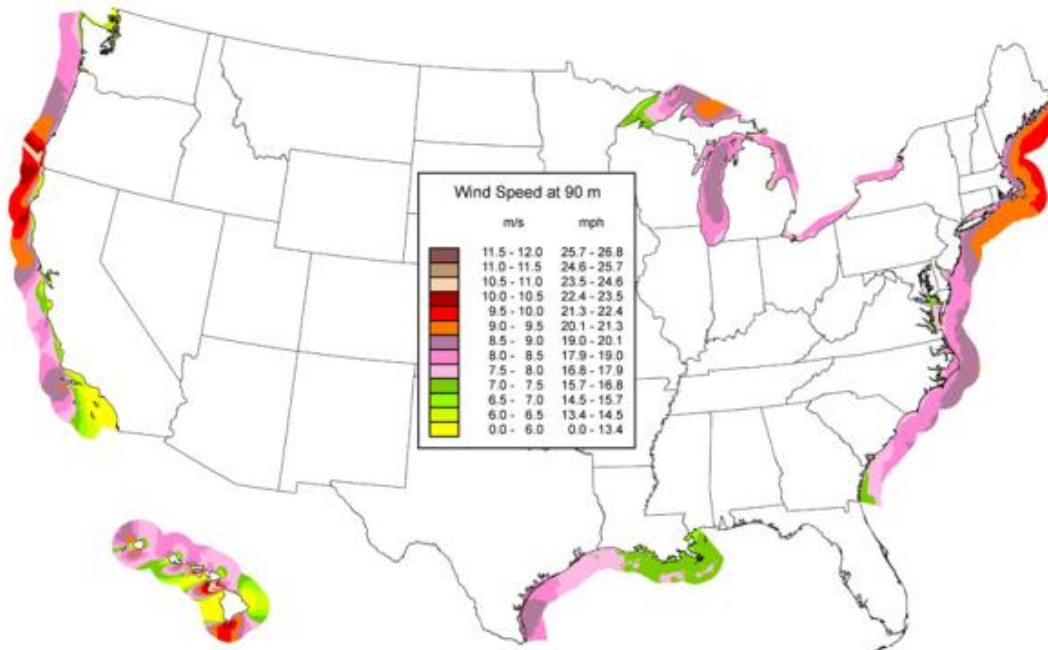 Wind Speed at 90 m
m/s mph
11.5 - 12.0 25.7 - 26.8
11.0 - 11.5 24.6 - 25.7
10.5 - 11.0 23.5 - 24.6
10.0 - 10.5 22.4 - 23.5
9.5 - 10.0 21.3 - 22.4
9.0 - 9.5 20.1 - 21.3
8.5 - 9.0 19.0 - 20.1
8.0 - 8.5 17.9 - 19.0
7.5 - 8.0 16.8 - 17.9
7.0 - 7.5 15.7 - 16.8
6.5 - 7.0 14.5 - 15.7
6.0 - 6.5 13.4 - 14.5
0.0 - 6.0 0.0 - 13.4